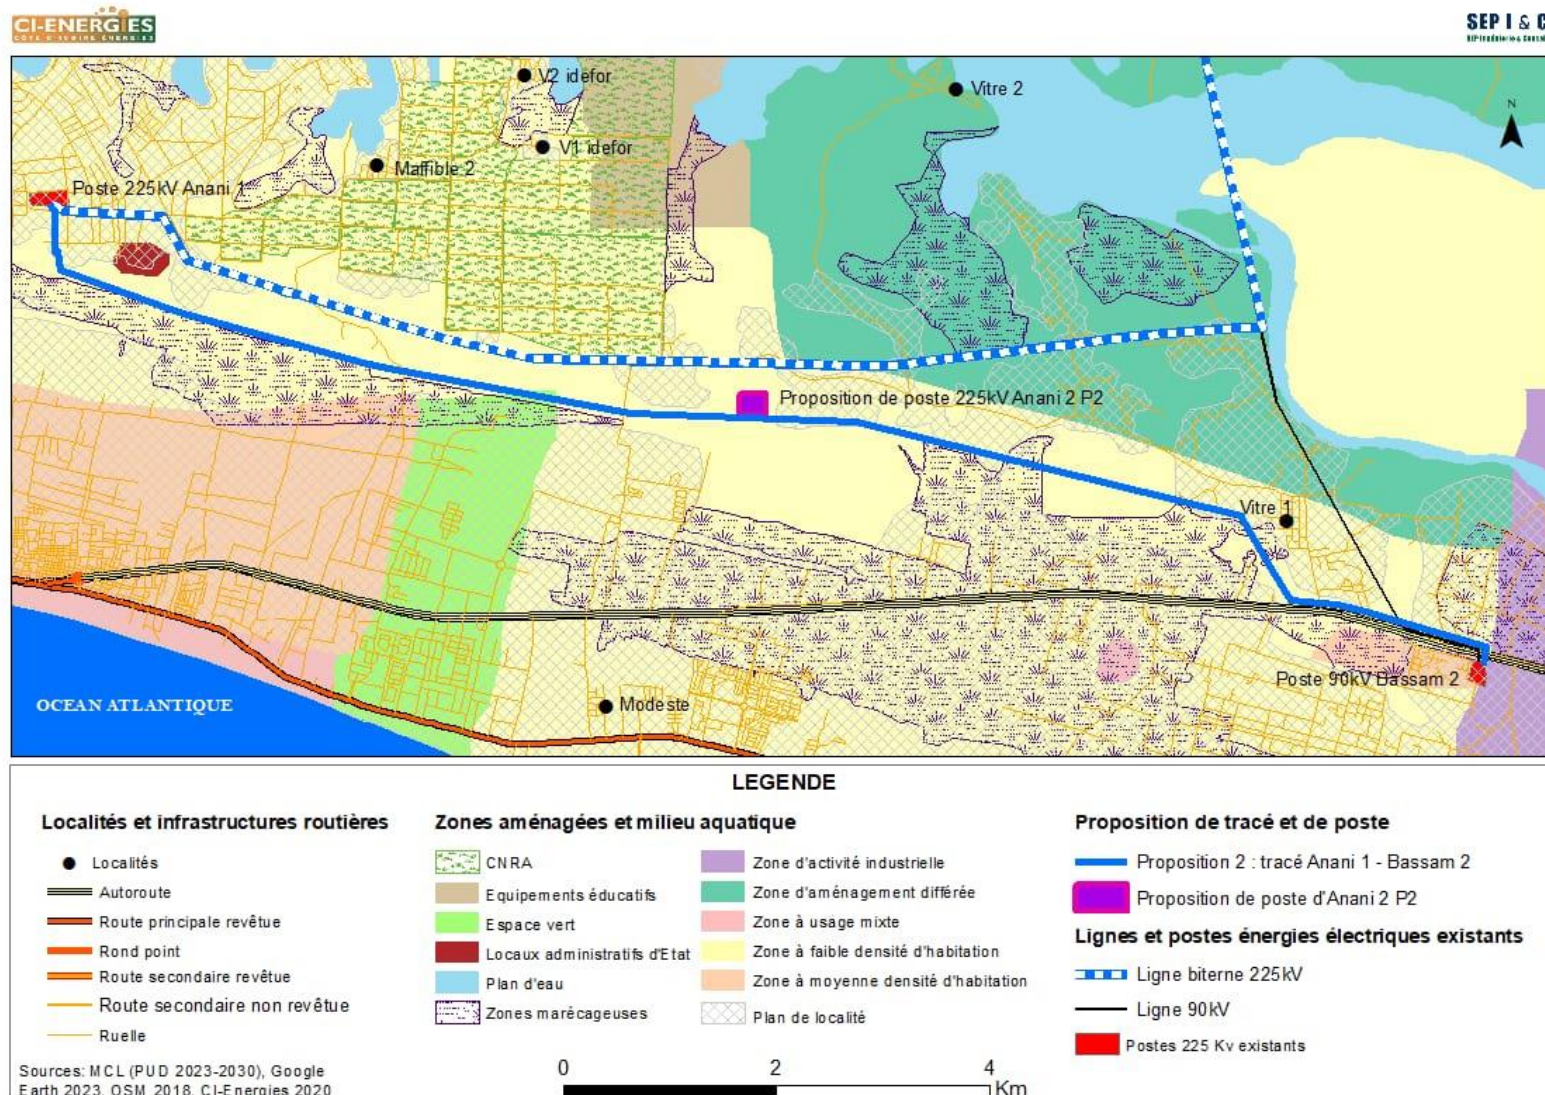 CI-ENERGIES
CÔTE D'IVOIRE ÉNERGIES
SEP I & C
V2 idefor
Vitre 2
N
V1 idefor
Maffible 2
Poste 225kV Anani 1
Proposition de poste 225kV Anani 2 P2
Vitre 1
Poste 90kV Bassam 2
Modeste
OCEAN ATLANTIQUE
LEGENDE
Localités et infrastructures routières
Localités
Autoroute
Route principale revêtue
Rond point
Route secondaire revêtue
Route secondaire non revêtue
Ruelle
Zones aménagées et milieu aquatique
CNRA
Equipements éducatifs
Espace vert
Locaux administratifs d'Etat
Plan d'eau
Zones marécageuses
Zone d'activité industrielle
Zone d'aménagement différée
Zone à usage mixte
Zone à faible densité d'habitation
Zone à moyenne densité d'habitation
Plan de localité
Proposition de tracé et de poste
Proposition 2 : tracé Anani 1 - Bassam 2
Proposition de poste d'Anani 2 P2
Lignes et postes énergies électriques existants
Ligne biterne 225kV
Ligne 90kV
Postes 225 Kv existants
Sources: MCL (PUD 2023-2030), Google
Earth 2023, OSM 2018, CI-Energies 2020
0 2 4
Km